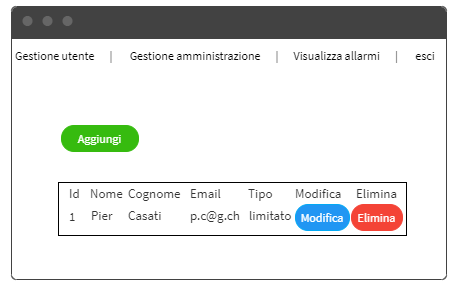 Gestione utente | Gestione amministrazione | Visualizza allarmi | esci
Aggiungi
Id Nome Cognome Email Tipo Modifica Elimina
1 Pier Casati p.c@g.ch limitato Modifica Elimina